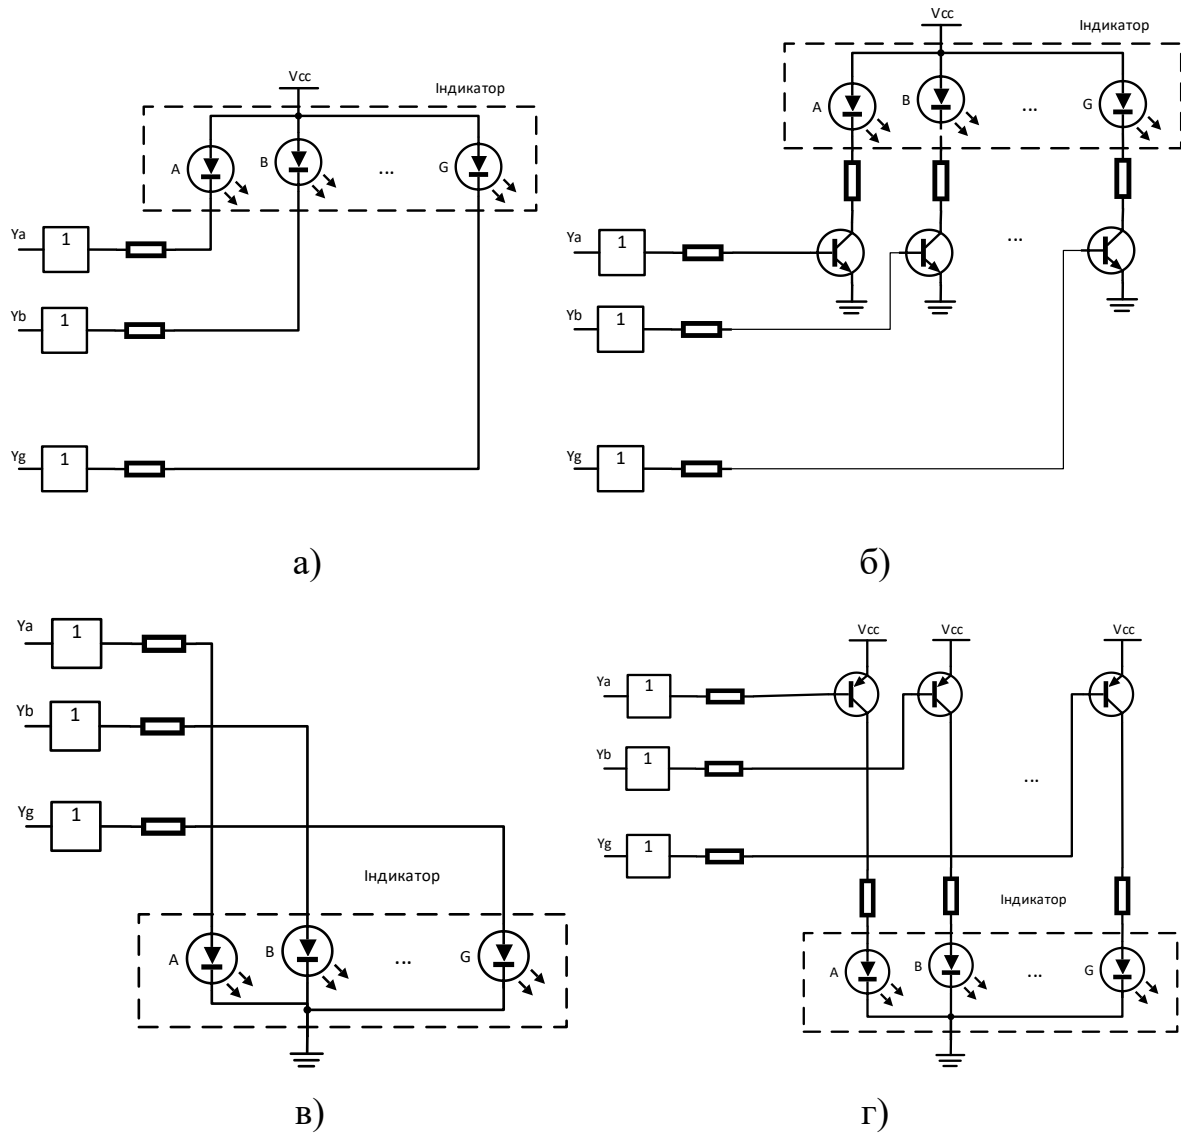 Vcc
Індикатор
A
B
...
G
Ya
1
Yb
1
Yg
1
а)
Vcc
Індикатор
A
B
...
G
Ya
1
...
Yb
1
Yg
1
б)
Ya
1
Yb
1
Yg
1
Індикатор
A
B
...
G
в)
Vcc
Vcc
Vcc
Ya
1
Yb
1
...
Yg
1
Індикатор
A
B
...
G
г)